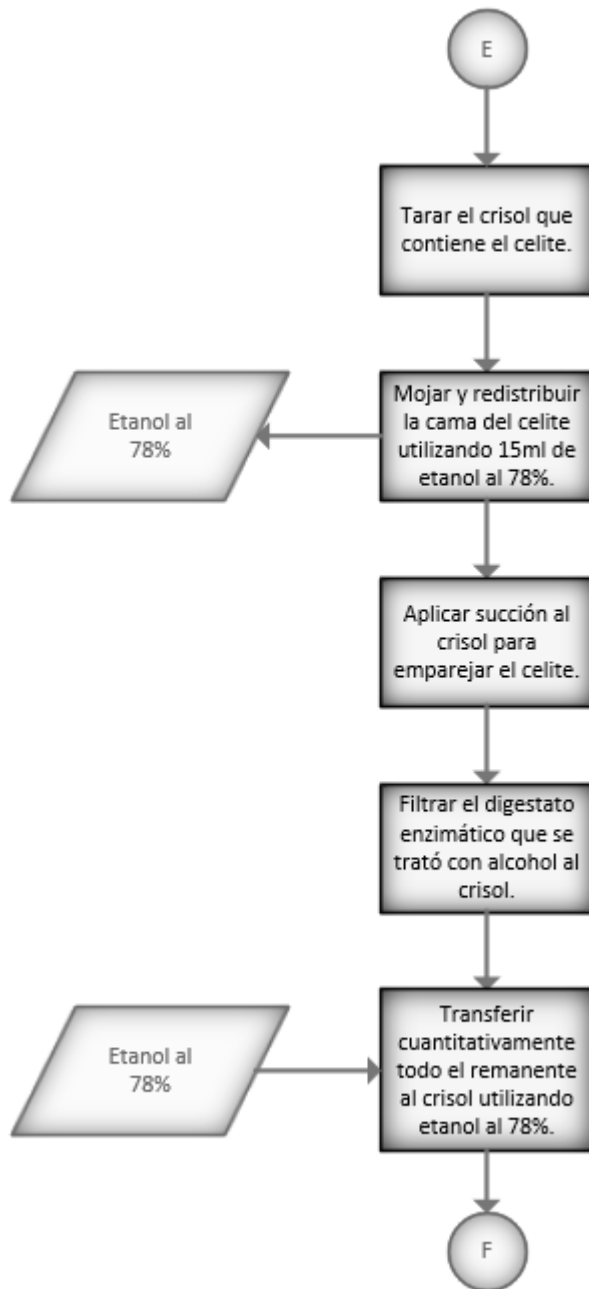 E
Tarar el crisol que
contiene el celite.
Etanol al
78%
Mojar y redistribuir
la cama del celite
utilizando 15ml de
etanol al 78%.
Aplicar succión al
crisol para
emparejar el celite.
Filtrar el digestato
enzimático que se
trató con alcohol al
crisol.
Etanol al
78%
Transferir
cuantitativamente
todo el remanente
al crisol utilizando
etanol al 78%.
F